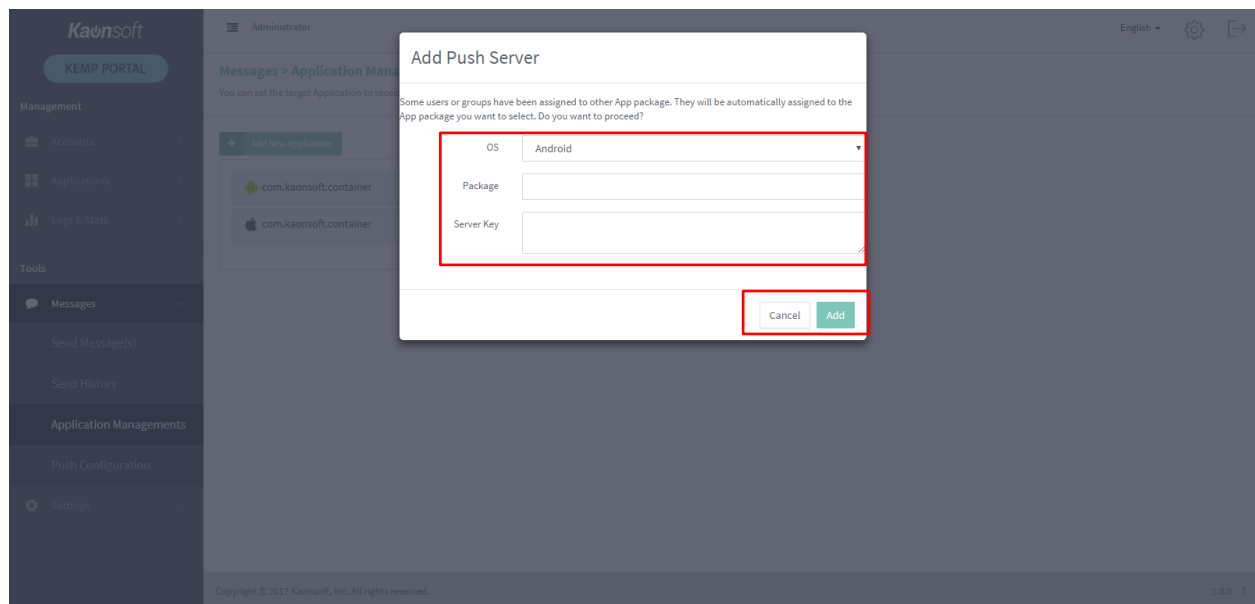 Kaonsoft
Administrator
English
KEMP PORTAL
Messages > Application Mana
You can set the target Application to recei
Management
Accounts
Applications
Logs & Stats
Tools
Messages
Send Message(s)
Send History
Application Managements
Push Configuration
Settings
+ Add New Application
com.kaonsoft.container
com.kaonsoft.container
Add Push Server
Some users or groups have been assigned to other App package. They will be automatically assigned to the
App package you want to select. Do you want to proceed?
OS
Android
Package
Server Key
Cancel
Add
Copyright © 2017 Kaonsoft, Inc. All rights reserved.
1.0.0 |